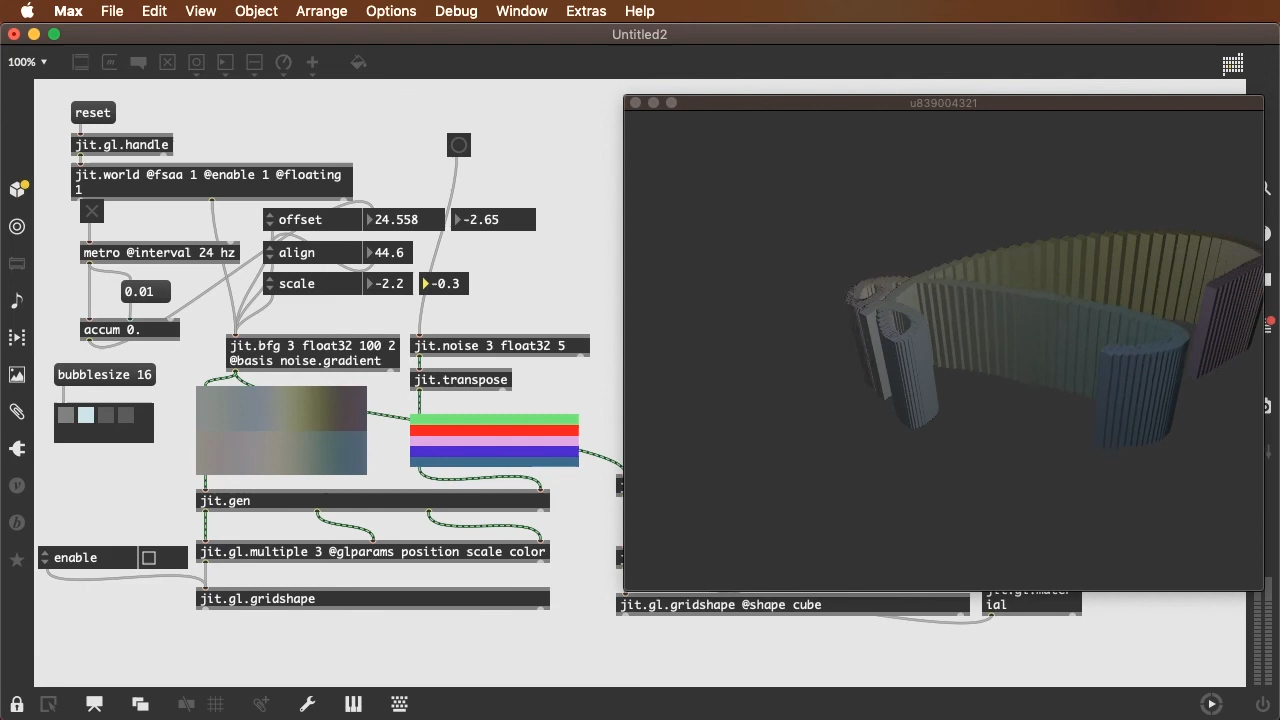 Max File Edit View Object Arrange Options Debug Window Extras Help
Untitled2
100%
u839004321
reset
jit.gl.handle
jit.world @fsaa 1 @enable 1 @floating
1
offset 24.558 -2.65
metro @interval 24 hz
align 44.6
scale -2.2 -0.3
0.01
accum 0.
jit.bfg 3 float32 100 2
@basis noise.gradient
jit.noise 3 float32 5
bubblesize 16
jit.transpose
jit.gen
enable
jit.gl.multiple 3 @glparams position scale color
jit.gl.gridshape
jit.gl.gridshape @shape cube
ial